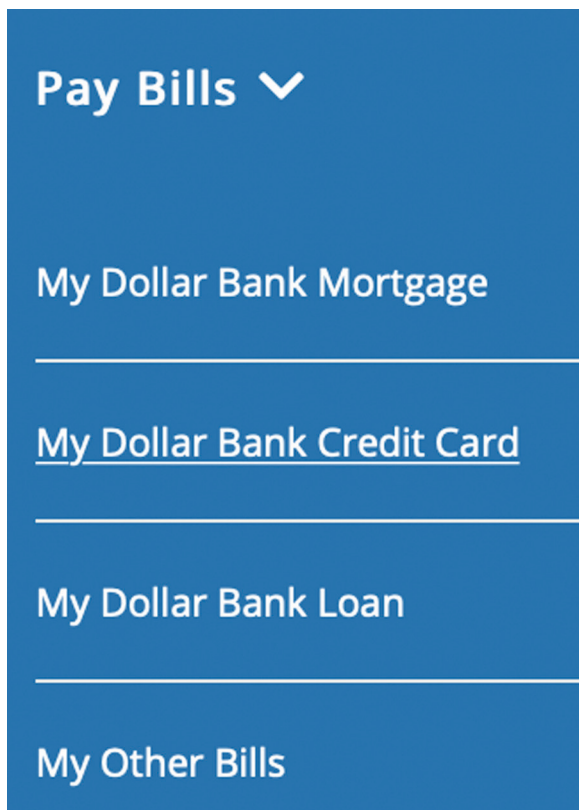 Pay Bills
My Dollar Bank Mortgage
My Dollar Bank Credit Card
My Dollar Bank Loan
My Other Bills